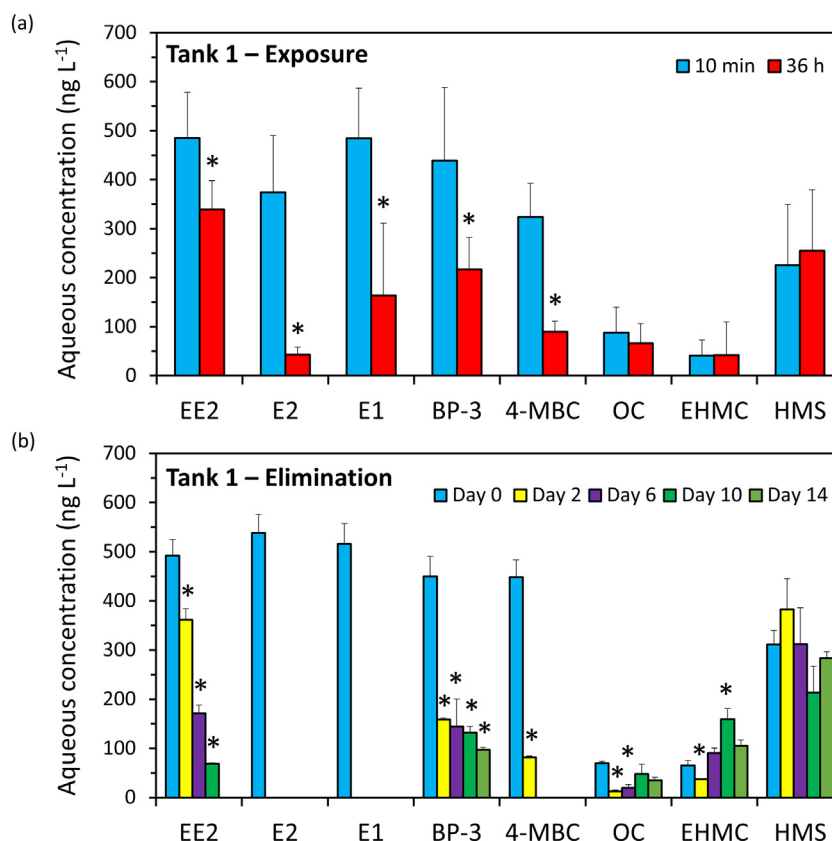 (a)
Aqueous concentration (ng L⁻¹)
700
600
500
400
300
200
100
0
Tank 1 – Exposure
10 min 36 h
* * * * *
EE2 E2 E1 BP-3 4-MBC OC EHMC HMS
(b)
Aqueous concentration (ng L⁻¹)
700
600
500
400
300
200
100
0
Tank 1 – Elimination
Day 0 Day 2 Day 6 Day 10 Day 14
* * * * * * * * * * * *
EE2 E2 E1 BP-3 4-MBC OC EHMC HMS